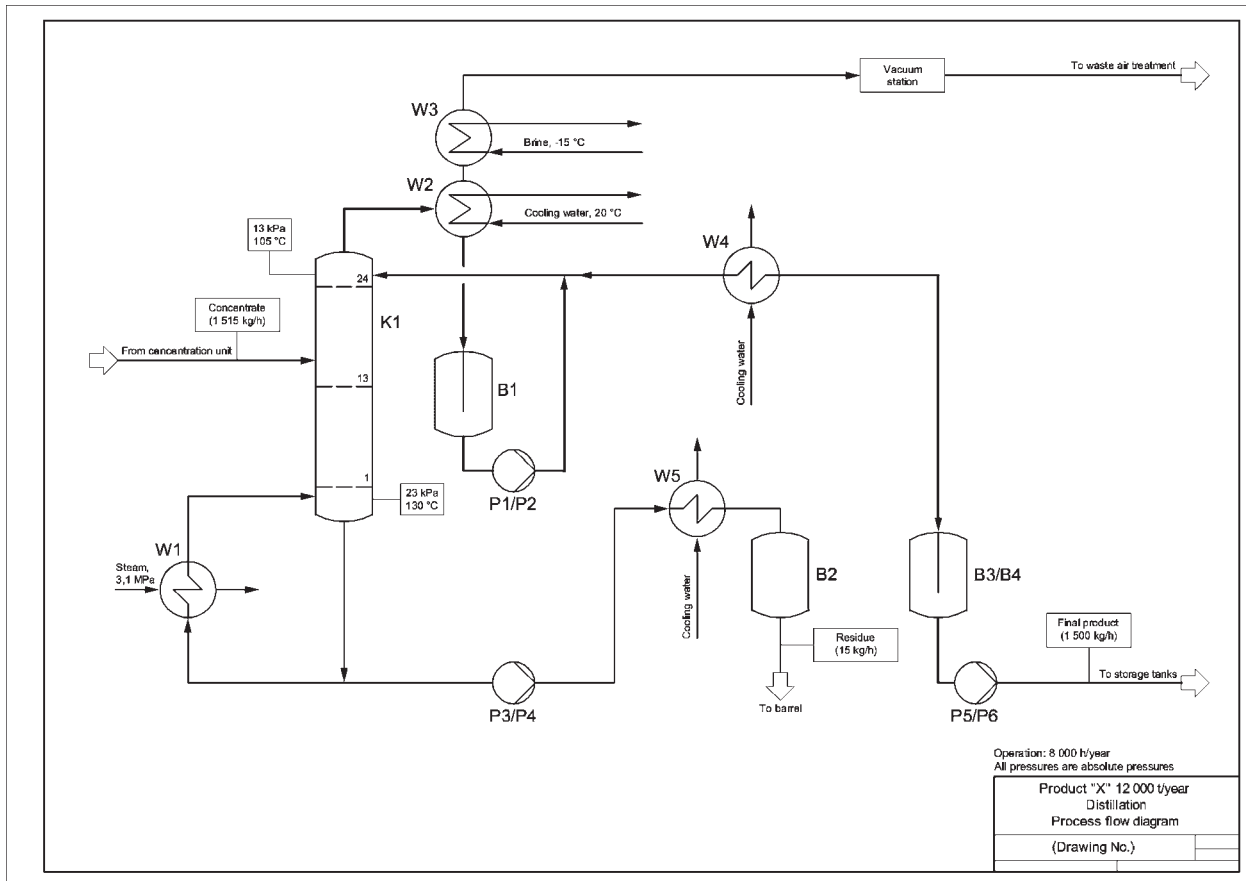 Vacuum
station
To waste air treatment
W3
Brine, -15 °C
W2
Cooling water, 20 °C
13 kPa
105 °C
W4
24
Concentrate
(1 515 kg/h)
K1
From concentration unit
Cooling water
13
B1
1
23 kPa
130 °C
P1/P2
W5
W1
Steam,
3,1 MPa
B2
B3/B4
Cooling water
Residue
(15 kg/h)
Final product
(1 500 kg/h)
To storage tanks
P3/P4
To barrel
P5/P6
Operation: 8 000 h/year
All pressures are absolute pressures
Product "X" 12 000 t/year
Distillation
Process flow diagram
(Drawing No.)